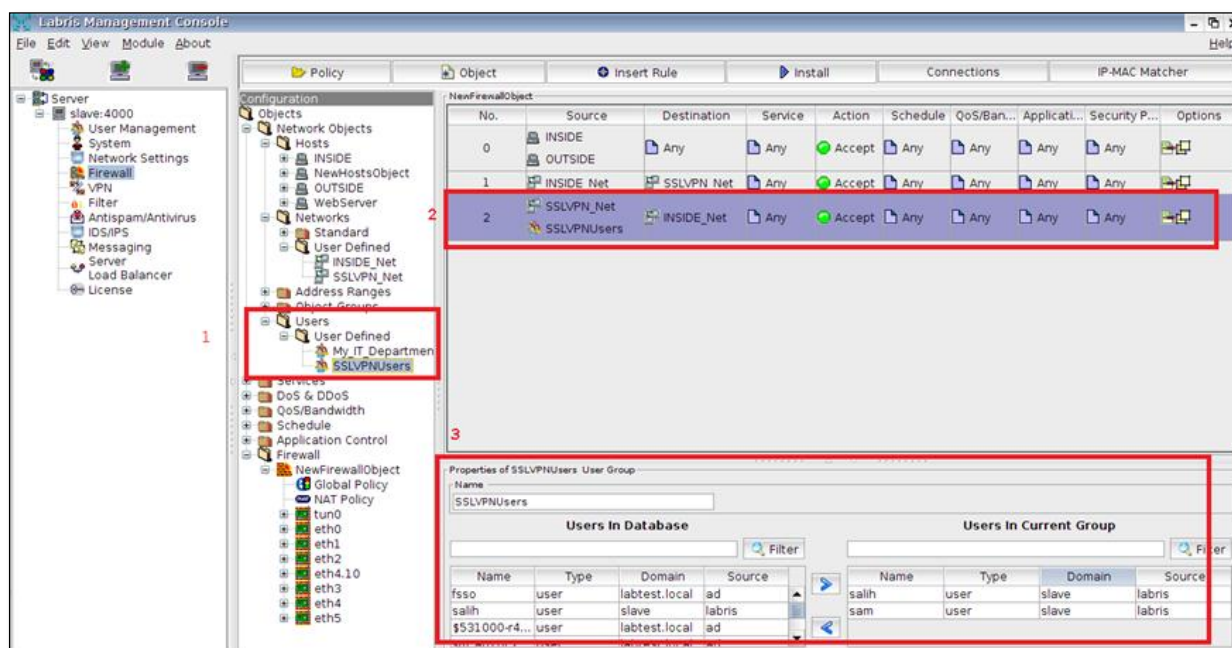 Labris Management Console
File Edit View Module About
Help
Policy Object Insert Rule Install Connections IP-MAC Matcher
Server
slave:4000
User Management
System
Network Settings
Firewall
VPN
Filter
Antispam/Antivirus
IDS/IPS
Messaging
Server
Load Balancer
License
1
Configuration
Objects
Network Objects
Hosts
INSIDE
NewHostsObject
OUTSIDE
WebServer
Networks
Standard
User Defined
INSIDE_Net
SSLVPN_Net
Address Ranges
Object Groups
Users
User Defined
My_IT_Departmen
SSLVPNUsers
Services
DoS & DDoS
QoS/Bandwidth
Schedule
Application Control
Firewall
NewFirewallObject
Global Policy
NAT Policy
tun0
eth0
eth1
eth2
eth4.10
eth3
eth4
eth5
NewFirewallObject
No. Source Destination Service Action Schedule QoS/Ban... Applicati... Security P... Options
0 INSIDE OUTSIDE Any Any Accept Any Any Any Any
1 INSIDE_Net SSLVPN_Net Any Accept Any Any Any Any
2
2 SSLVPN_Net SSLVPNUsers INSIDE_Net Any Accept Any Any Any Any
3
Properties of SSLVPNUsers User Group
Name
SSLVPNUsers
Users In Database
Filter
Name Type Domain Source
fsso user labtest.local ad
salih user slave labris
$531000-r4... user labtest.local ad
Users In Current Group
Filter
Name Type Domain Source
salih user slave labris
sam user slave labris